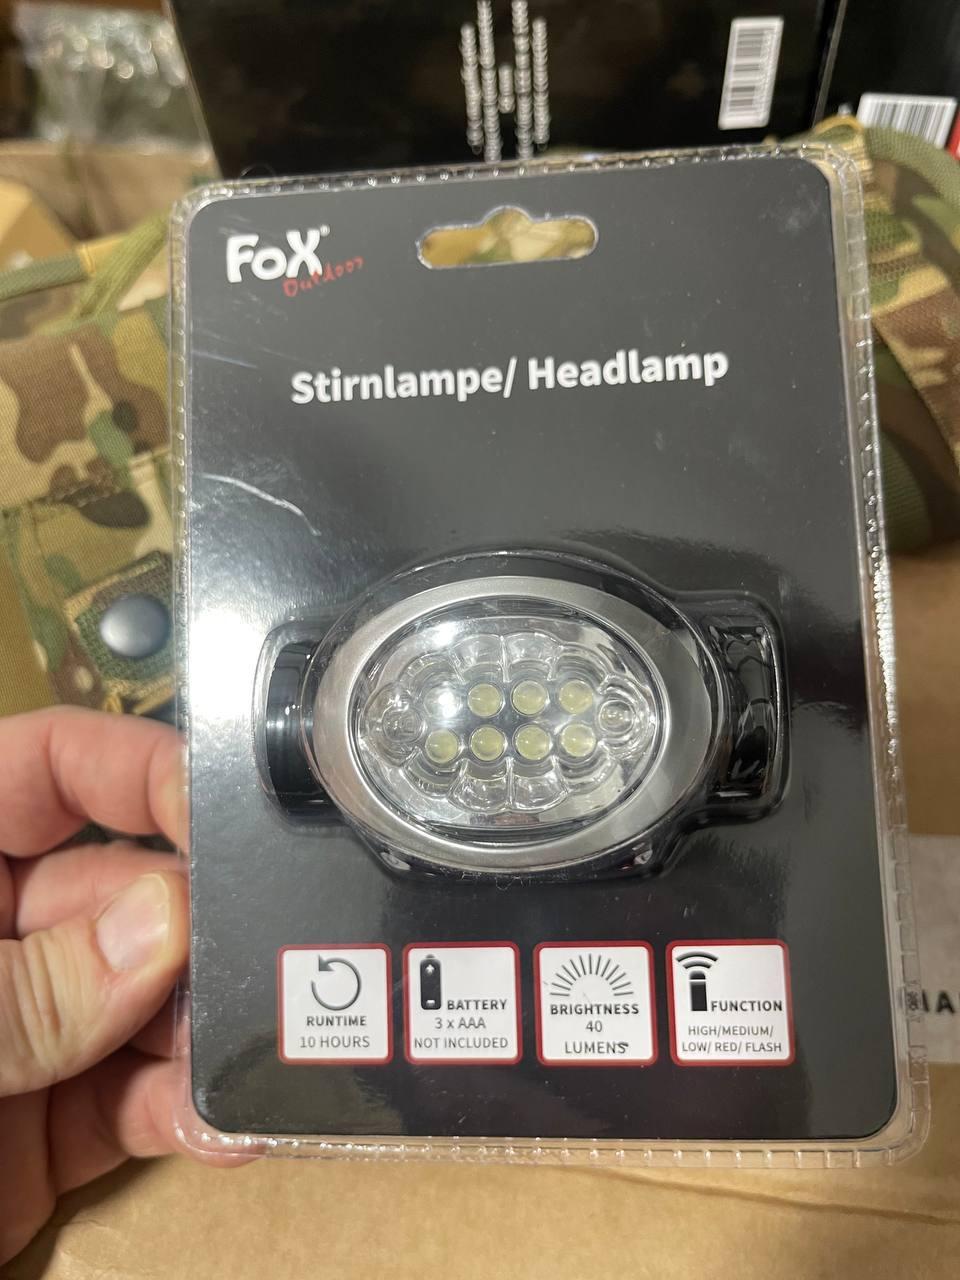 FoX®
Outdoor
Stirnlampe/ Headlamp
RUNTIME
10 HOURS
BATTERY
3 x AAA
NOT INCLUDED
BRIGHTNESS
40
LUMENS
FUNCTION
HIGH/MEDIUM/
LOW/ RED/ FLASH